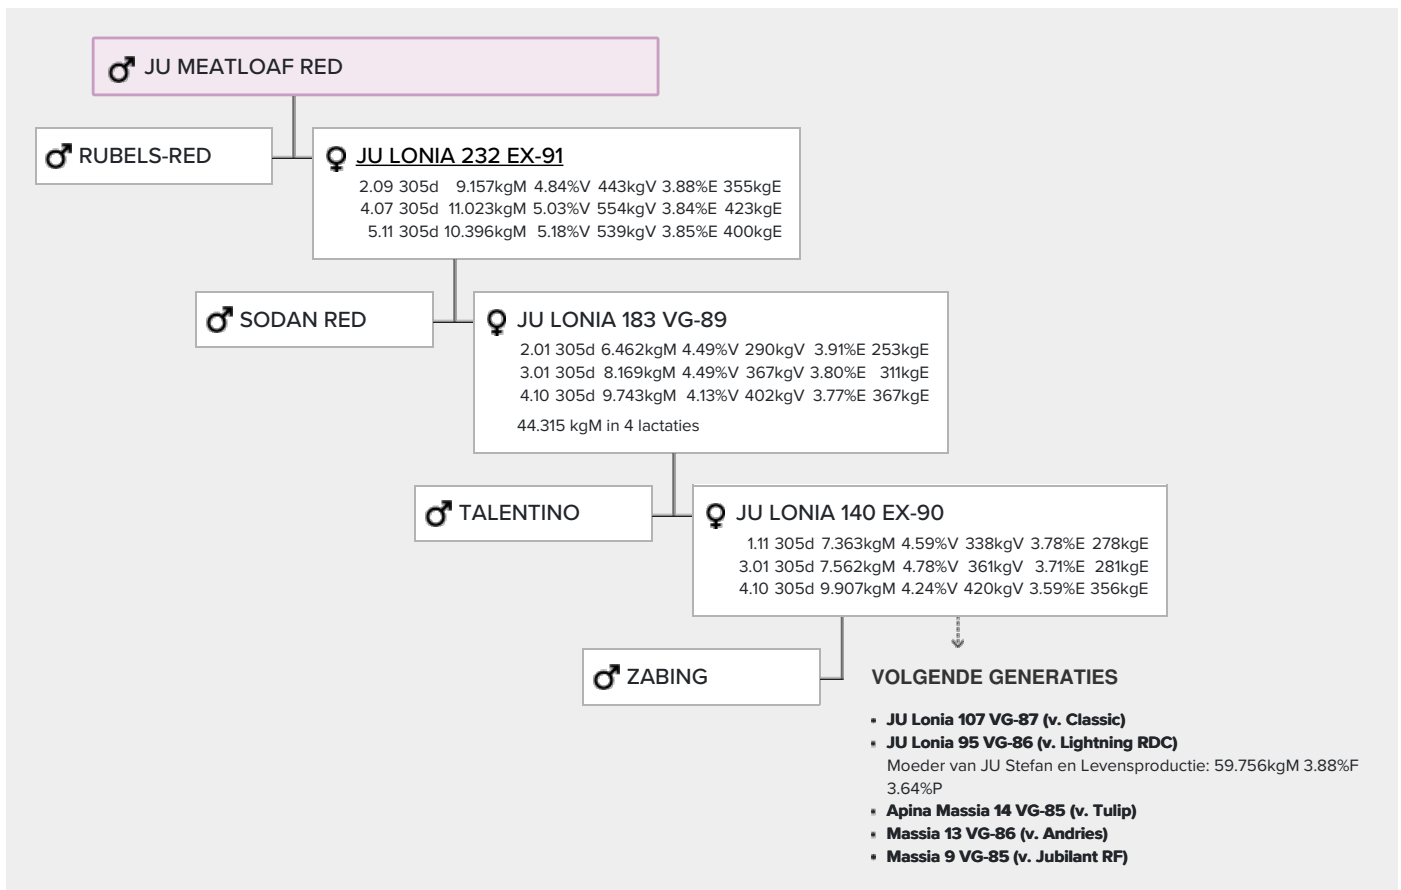 JU MEATLOAF RED
RUBELS-RED
JU LONIA 232 EX-91
2.09 305d 9.157kgM 4.84%V 443kgV 3.88%E 355kgE
4.07 305d 11.023kgM 5.03%V 554kgV 3.84%E 423kgE
5.11 305d 10.396kgM 5.18%V 539kgV 3.85%E 400kgE
SODAN RED
JU LONIA 183 VG-89
2.01 305d 6.462kgM 4.49%V 290kgV 3.91%E 253kgE
3.01 305d 8.169kgM 4.49%V 367kgV 3.80%E 311kgE
4.10 305d 9.743kgM 4.13%V 402kgV 3.77%E 367kgE
44.315 kgM in 4 lactaties
TALENTINO
JU LONIA 140 EX-90
1.11 305d 7.363kgM 4.59%V 338kgV 3.78%E 278kgE
3.01 305d 7.562kgM 4.78%V 361kgV 3.71%E 281kgE
4.10 305d 9.907kgM 4.24%V 420kgV 3.59%E 356kgE
ZABING
VOLGENDE GENERATIES
• JU Lonia 107 VG-87 (v. Classic)
• JU Lonia 95 VG-86 (v. Lightning RDC)
Moeder van JU Stefan en Levensproductie: 59.756kgM 3.88%F
3.64%P
• Apina Massia 14 VG-85 (v. Tulip)
• Massia 13 VG-86 (v. Andries)
• Massia 9 VG-85 (v. Jubilant RF)